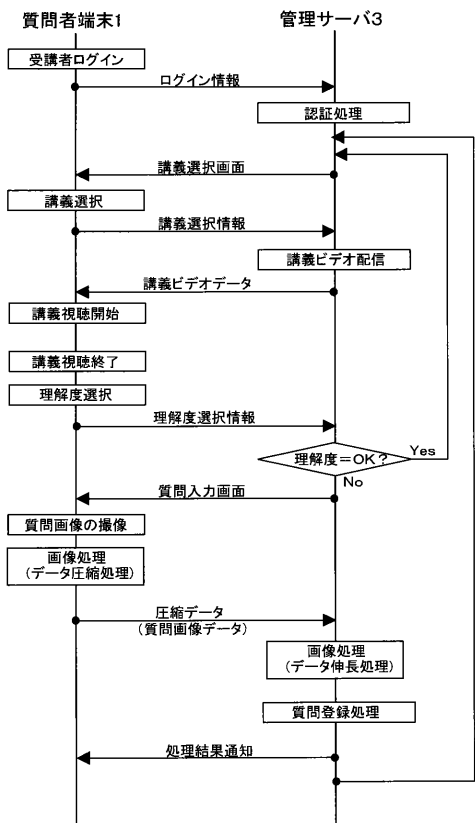 質問者端末1
管理サーバ3
受講者ログイン
ログイン情報
認証処理
講義選択画面
講義選択
講義選択情報
講義ビデオ配信
講義ビデオデータ
講義視聴開始
講義視聴終了
理解度選択
理解度選択情報
理解度=OK?
Yes
No
質問入力画面
質問画像の撮像
画像処理
(データ圧縮処理)
圧縮データ
(質問画像データ)
画像処理
(データ伸長処理)
質問登録処理
処理結果通知